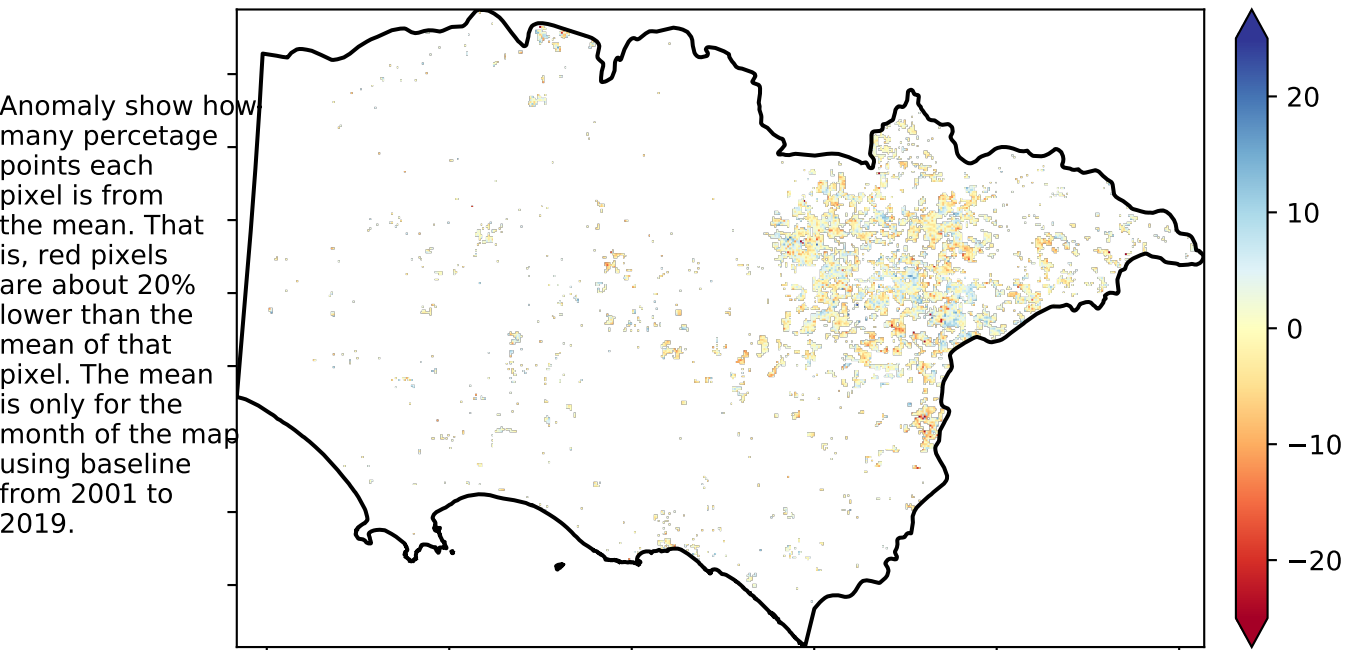 Anomaly show how
many percetage
points each
pixel is from
the mean. That
is, red pixels
are about 20%
lower than the
mean of that
pixel. The mean
is only for the
month of the map
using baseline
from 2001 to
2019.
20
10
0
−10
−20